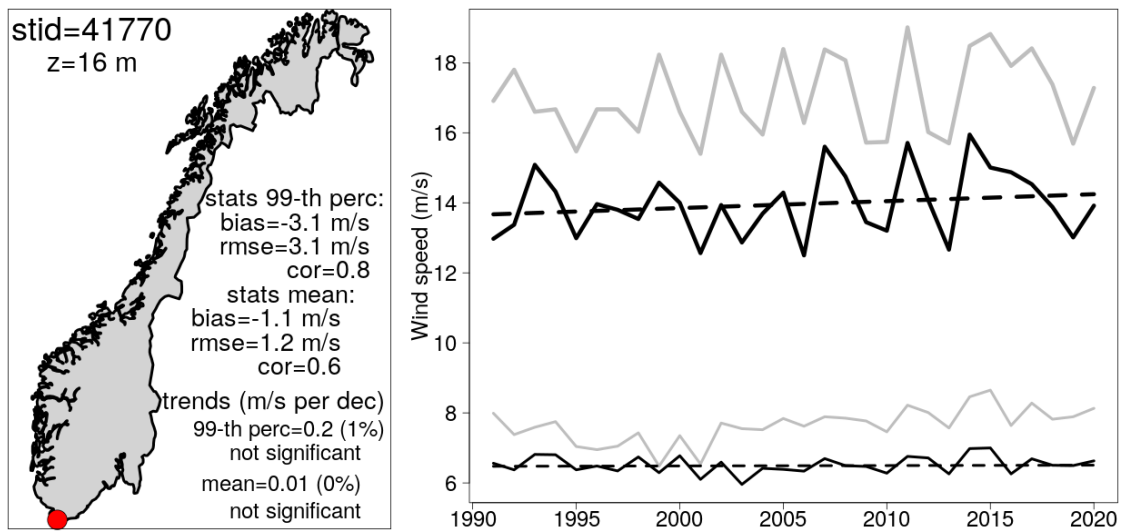 stid=41770
z=16 m
stats 99-th perc:
bias=-3.1 m/s
rmse=3.1 m/s
cor=0.8
stats mean:
bias=-1.1 m/s
rmse=1.2 m/s
cor=0.6
trends (m/s per dec)
99-th perc=0.2 (1%)
not significant
mean=0.01 (0%)
not significant
Wind speed (m/s)
18
16
14
12
10
8
6
1990 1995 2000 2005 2010 2015 2020